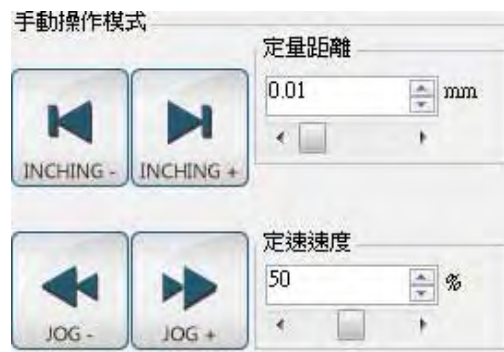 手動操作模式
定量距離
0.01 mm
INCHING - INCHING +
定速速度
50 %
JOG - JOG +